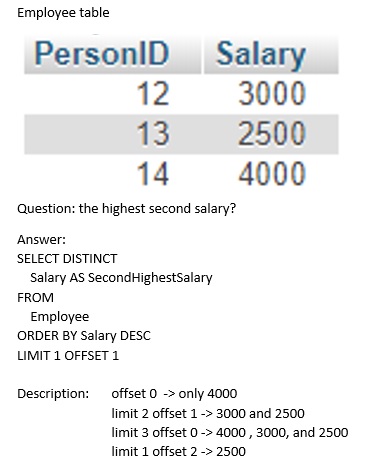 Employee table
PersonID Salary
12 3000
13 2500
14 4000
Question: the highest second salary?
Answer:
SELECT DISTINCT
Salary AS SecondHighestSalary
FROM
Employee
ORDER BY Salary DESC
LIMIT 1 OFFSET 1
Description: offset 0 -> only 4000
limit 2 offset 1 -> 3000 and 2500
limit 3 offset 0 -> 4000 , 3000, and 2500
limit 1 offset 2 -> 2500